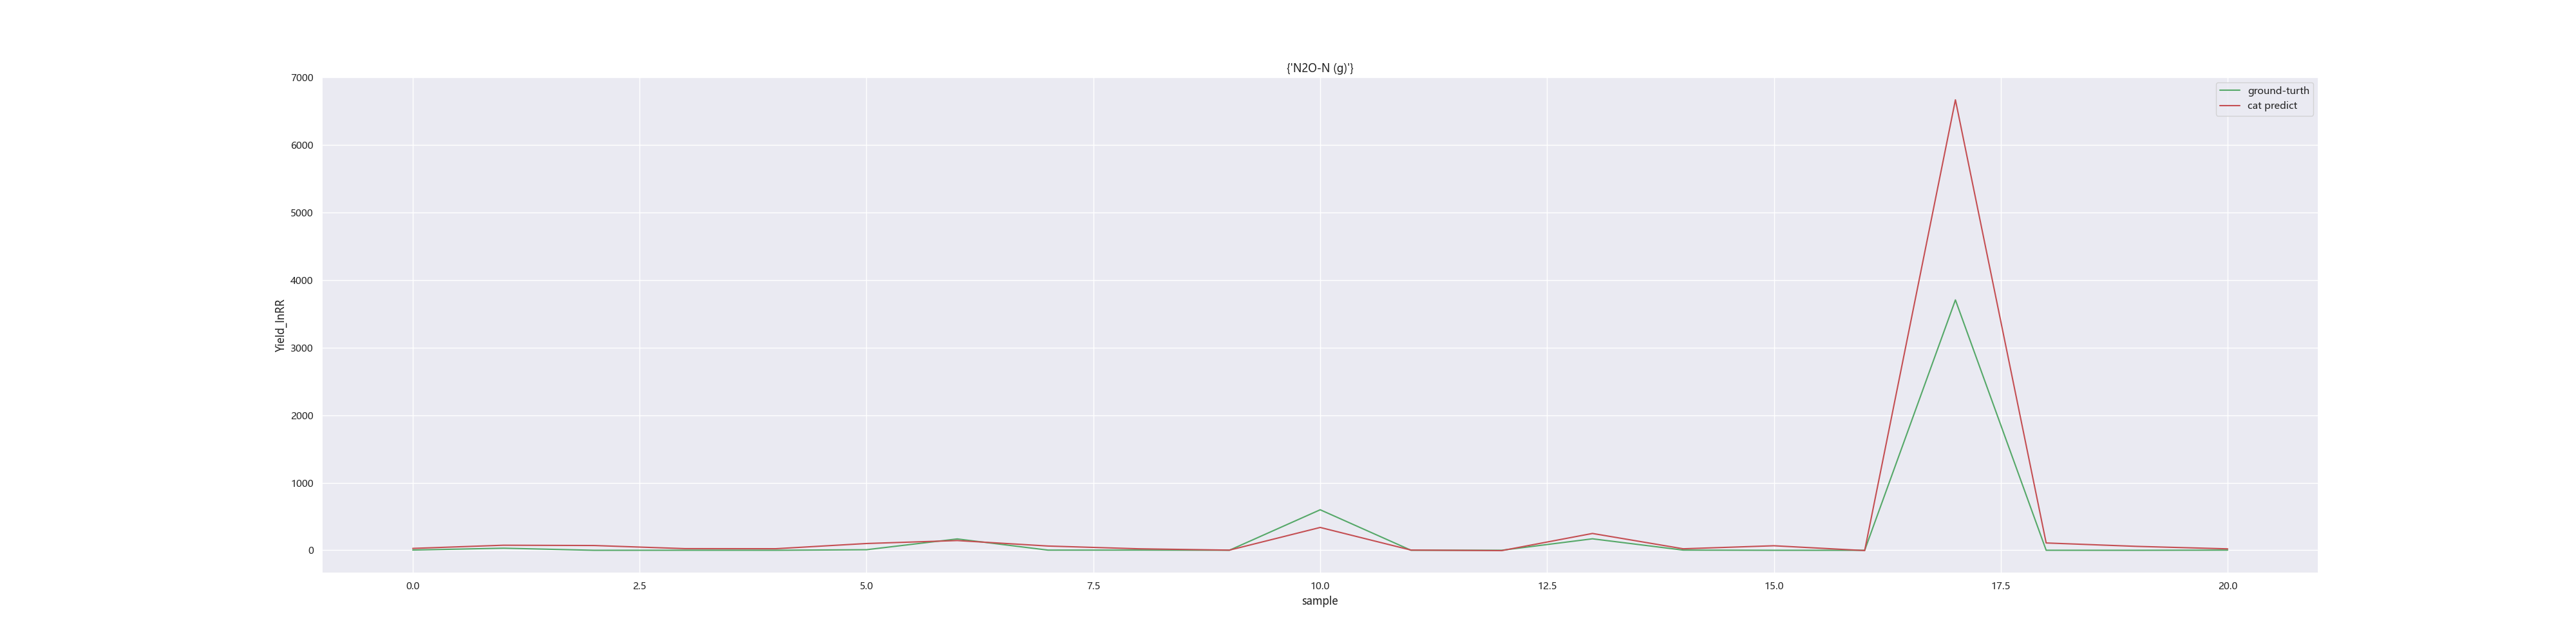 {'N2O-N (g)'}
ground-turth
cat predict
7000
6000
5000
4000
3000
2000
1000
0
Yield_lnRR
0.0 2.5 5.0 7.5 10.0 12.5 15.0 17.5 20.0
sample